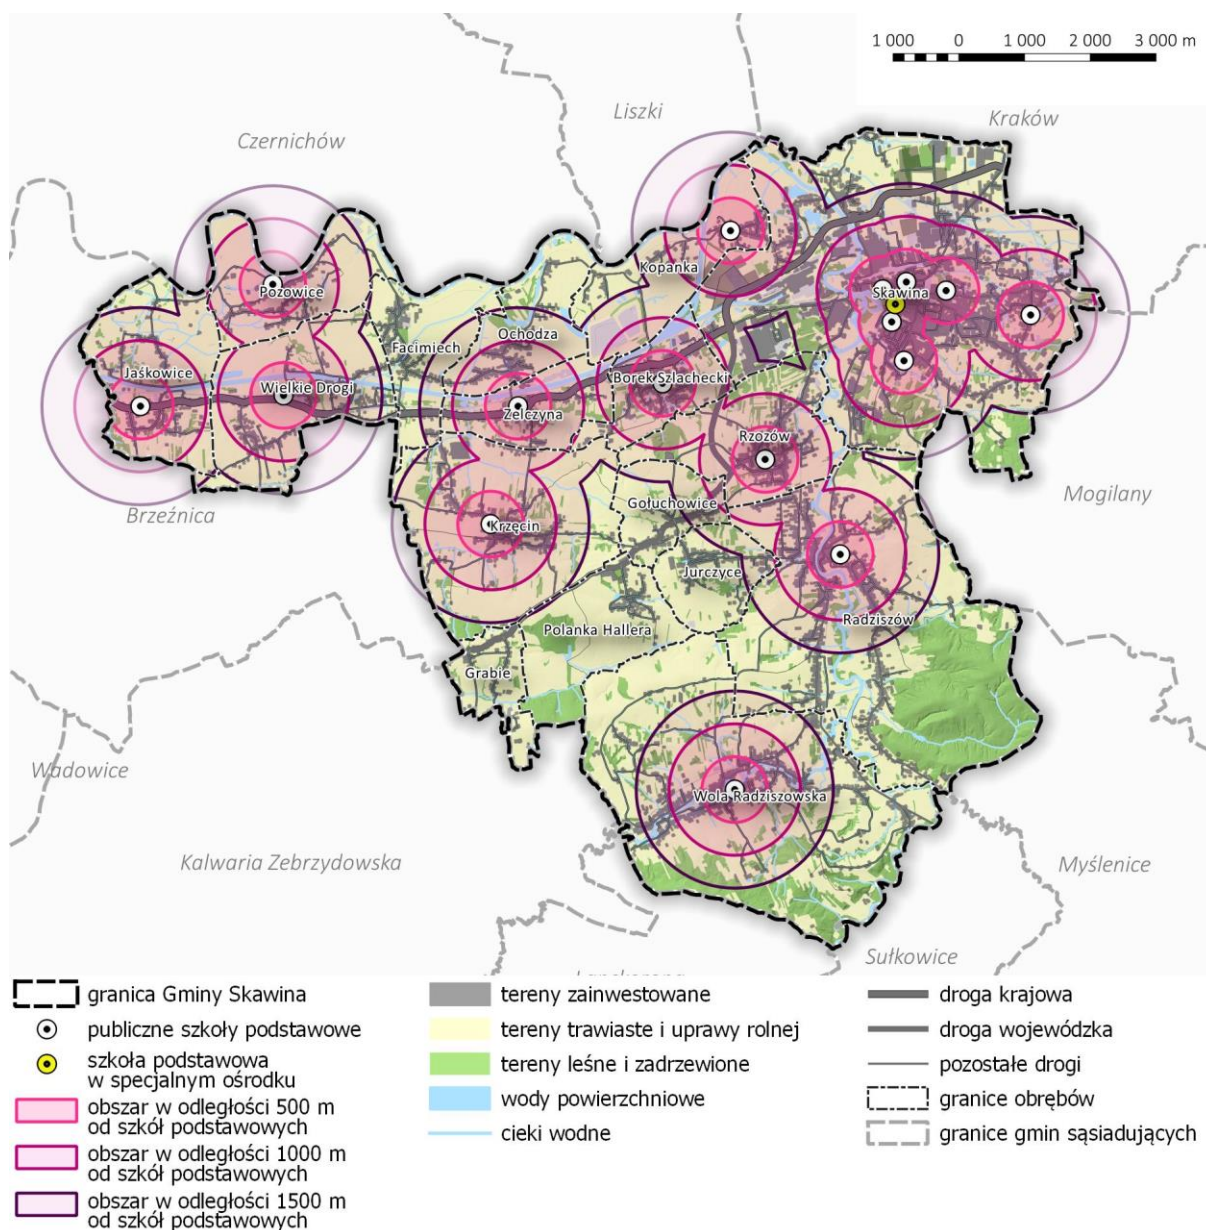 1 000 0 1 000 2 000 3 000 m
Liszki
Kraków
Czernichów
Kopanka
Pozowice
Skawina
Ochodza
Facimiech
Jaśkowice
Wielkie Drogi
Borek Szlachecki
Zelczyna
Rzozów
Mogilany
Brzeźnica
Gołuchowice
Krzęcin
Jurczyce
Radziszów
Polanka Hallera
Grabie
Wadowice
Wola Radziszowska
Kalwaria Zebrzydowska
Myślenice
Sułkowice
granica Gminy Skawina
publiczne szkoły podstawowe
szkoła podstawowa
w specjalnym ośrodku
obszar w odległości 500 m
od szkół podstawowych
obszar w odległości 1000 m
od szkół podstawowych
obszar w odległości 1500 m
od szkół podstawowych
tereny zainwestowane
tereny trawiaste i uprawy rolnej
tereny leśne i zadrzewione
wody powierzchniowe
cieki wodne
droga krajowa
droga wojewódzka
pozostałe drogi
granice obrębów
granice gmin sąsiadujących